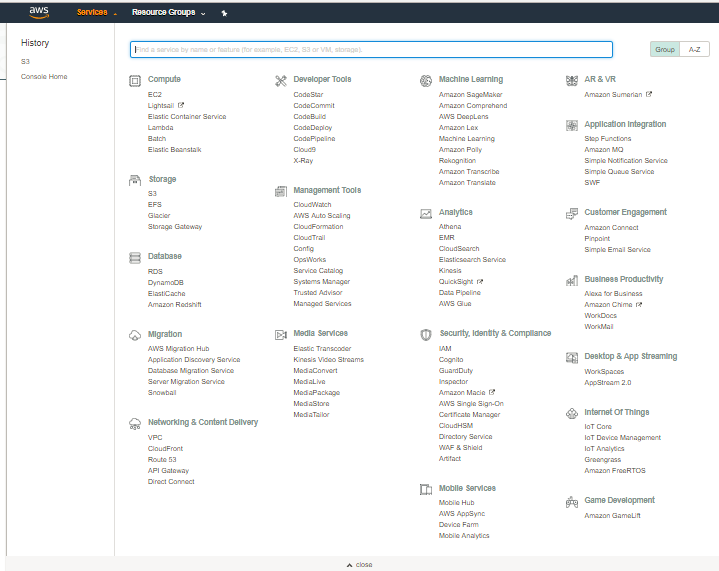 aws
Services
Resource Groups
History
S3
Console Home
Find a service by name or feature (for example, EC2, S3 or VM, storage).
Group
A-Z
Compute
EC2
Lightsail
Elastic Container Service
Lambda
Batch
Elastic Beanstalk
Storage
S3
EFS
Glacier
Storage Gateway
Database
RDS
DynamoDB
ElastiCache
Amazon Redshift
Migration
AWS Migration Hub
Application Discovery Service
Database Migration Service
Server Migration Service
Snowball
Networking & Content Delivery
VPC
CloudFront
Route 53
API Gateway
Direct Connect
Developer Tools
CodeStar
CodeCommit
CodeBuild
CodeDeploy
CodePipeline
Cloud9
X-Ray
Management Tools
CloudWatch
AWS Auto Scaling
CloudFormation
CloudTrail
Config
OpsWorks
Service Catalog
Systems Manager
Trusted Advisor
Managed Services
Media Services
Elastic Transcoder
Kinesis Video Streams
MediaConvert
MediaLive
MediaPackage
MediaStore
MediaTailor
Machine Learning
Amazon SageMaker
Amazon Comprehend
AWS DeepLens
Amazon Lex
Machine Learning
Amazon Polly
Rekognition
Amazon Transcribe
Amazon Translate
Analytics
Athena
EMR
CloudSearch
Elasticsearch Service
Kinesis
QuickSight
Data Pipeline
AWS Glue
Security, Identity & Compliance
IAM
Cognito
GuardDuty
Inspector
Amazon Macie
AWS Single Sign-On
Certificate Manager
CloudHSM
Directory Service
WAF & Shield
Artifact
Mobile Services
Mobile Hub
AWS AppSync
Device Farm
Mobile Analytics
AR & VR
Amazon Sumerian
Application Integration
Step Functions
Amazon MQ
Simple Notification Service
Simple Queue Service
SWF
Customer Engagement
Amazon Connect
Pinpoint
Simple Email Service
Business Productivity
Alexa for Business
Amazon Chime
WorkDocs
WorkMail
Desktop & App Streaming
WorkSpaces
AppStream 2.0
Internet Of Things
IoT Core
IoT Device Management
IoT Analytics
Greengrass
Amazon FreeRTOS
Game Development
Amazon GameLift
close